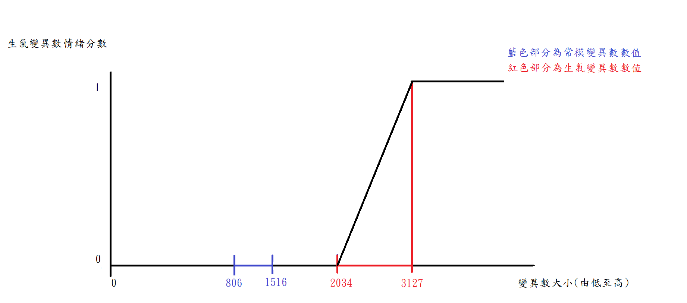 生氣變異數情緒分數
藍色部分為常模變異數數值
紅色部分為生氣變異數數值
1
0
0
806
1516
2034
3127
變異數大小(由低至高)